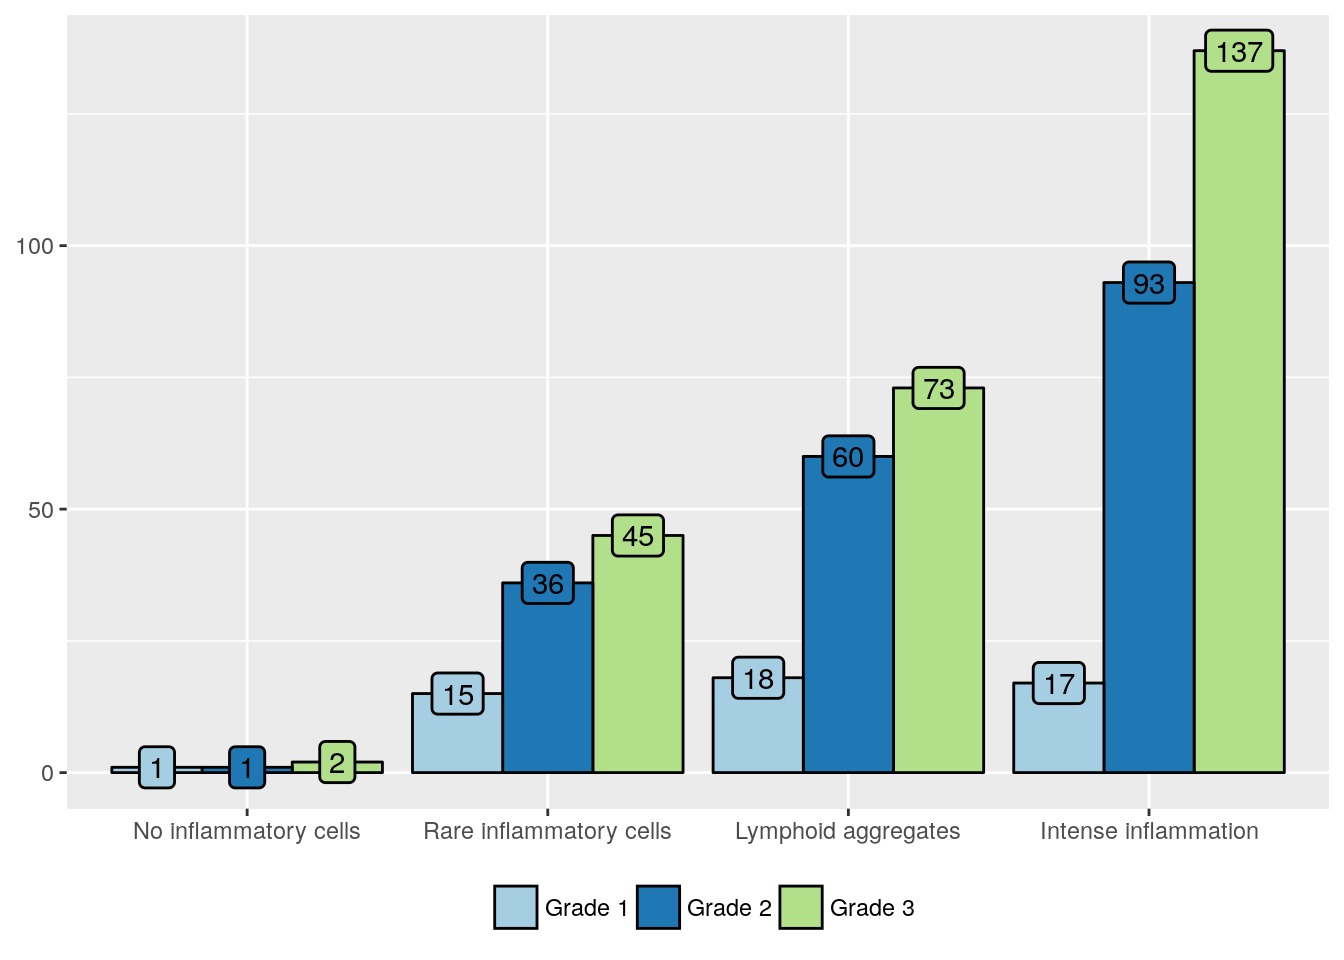 137
100
93
73
60
50
45
36
15
18
17
1
1
2
0
No inflammatory cells
Rare inflammatory cells
Lymphoid aggregates
Intense inflammation
Grade 1
Grade 2
Grade 3